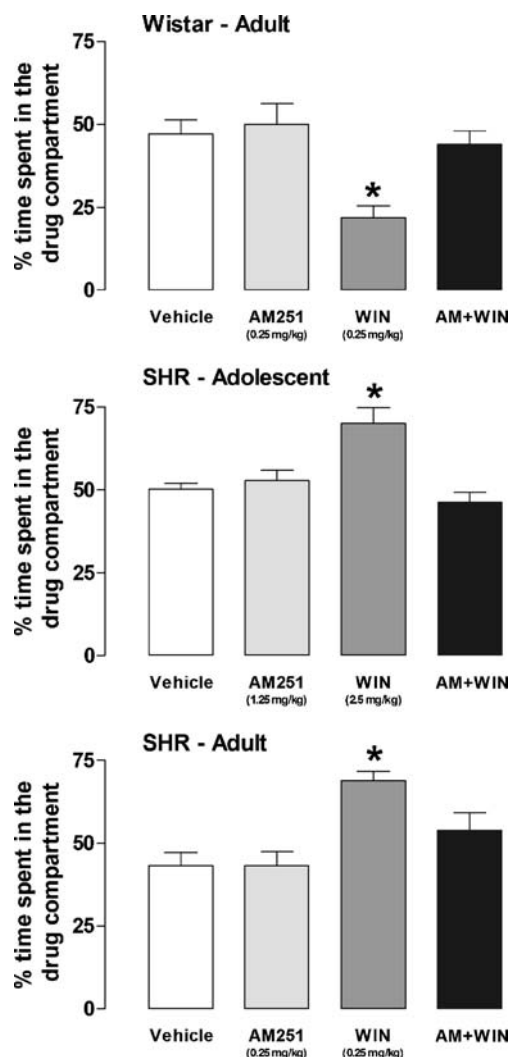 Wistar - Adult
% time spent in the
drug compartment
75
50
25
0
*
Vehicle AM251 WIN AM+WIN
(0.25 mg/kg) (0.25 mg/kg)
SHR - Adolescent
% time spent in the
drug compartment
75
50
25
0
*
Vehicle AM251 WIN AM+WIN
(1.25 mg/kg) (2.5 mg/kg)
SHR - Adult
% time spent in the
drug compartment
75
50
25
0
*
Vehicle AM251 WIN AM+WIN
(0.25 mg/kg) (0.25 mg/kg)